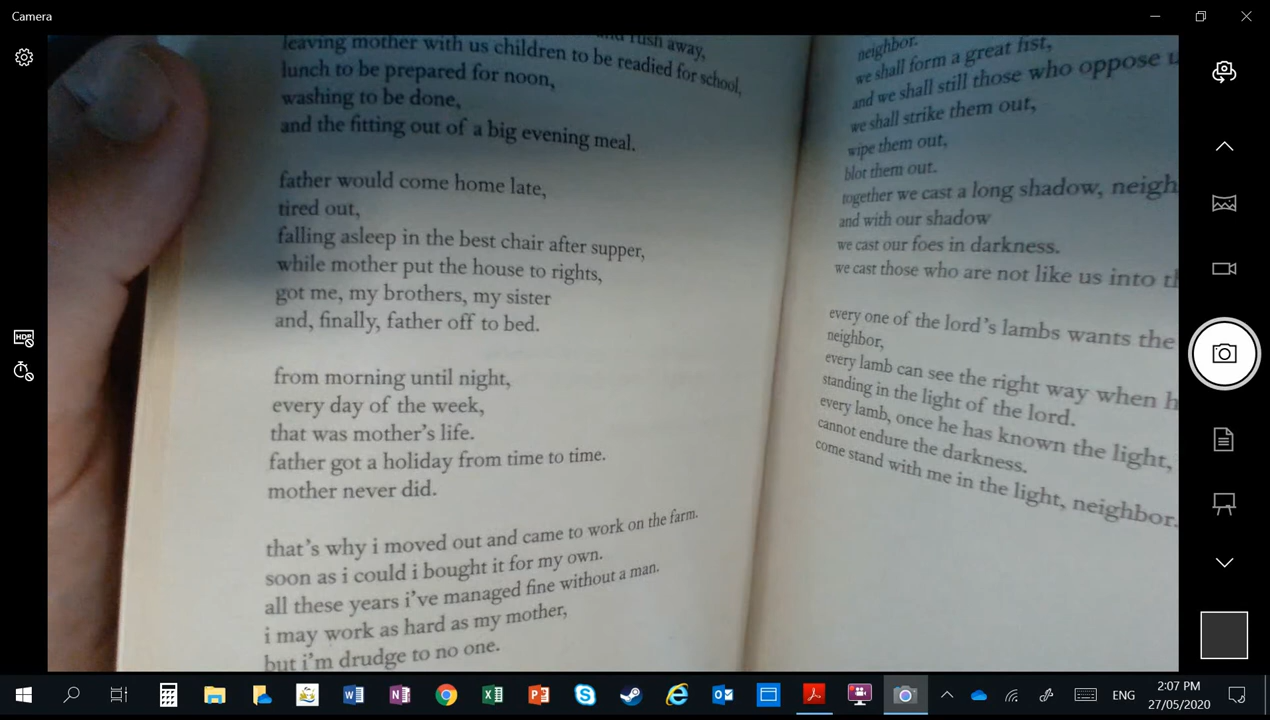 Camera
rush away,
leaving mother with us children to be readied for school,
lunch to be prepared for noon,
washing to be done,
and the fitting out of a big evening meal.
father would come home late,
tired out,
falling asleep in the best chair after supper,
while mother put the house to rights,
got me, my brothers, my sister
and, finally, father off to bed.
from morning until night,
every day of the week,
that was mother's life.
father got a holiday from time to time.
mother never did.
that's why i moved out and came to work on the farm.
soon as i could i bought it for my own.
all these years i've managed fine without a man.
i may work as hard as my mother,
but i'm drudge to no one.
neighbor.
we shall form a great fist,
and we shall still those who oppose
we shall strike them out,
wipe them out,
blot them out.
together we cast a long shadow, neigh
and with our shadow
we cast our foes in darkness.
we cast those who are not like us into
every one of the lord's lambs wants the
neighbor,
every lamb can see the right way when
standing in the light of the lord.
every lamb, once he has known the light,
cannot endure the darkness.
come stand with me in the light, neighbor.
HDR
ENG
2:07 PM
27/05/2020